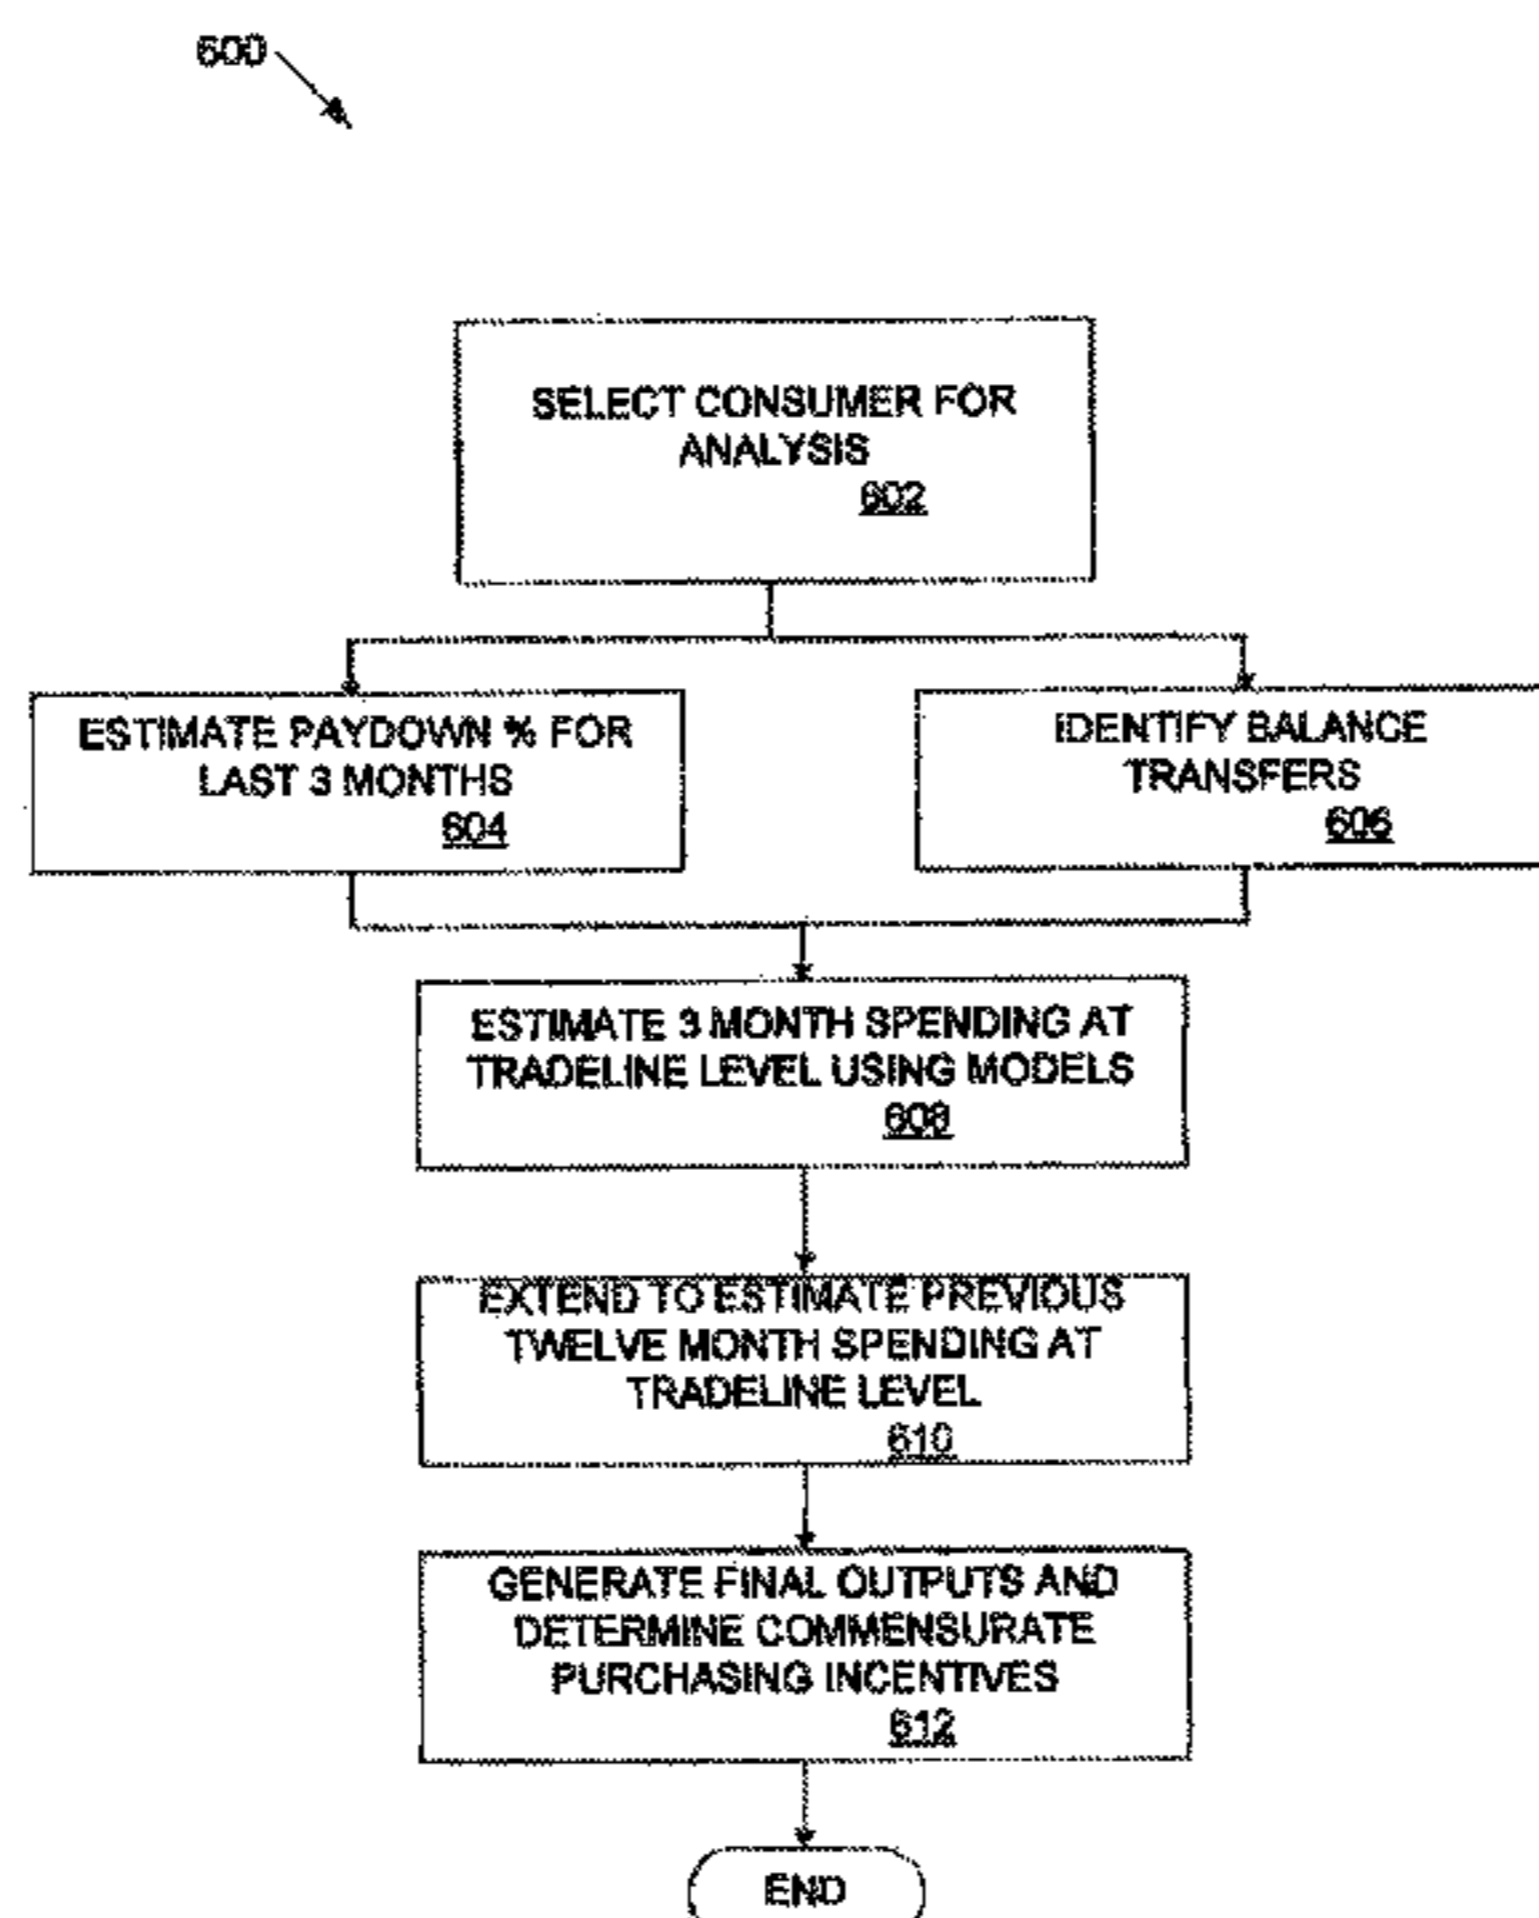 600
SELECT CONSUMER FOR
ANALYSIS
602
ESTIMATE PAYDOWN % FOR
LAST 3 MONTHS
604
IDENTIFY BALANCE
TRANSFERS
606
ESTIMATE 3 MONTH SPENDING AT
TRADELINE LEVEL USING MODELS
608
EXTEND TO ESTIMATE PREVIOUS
TWELVE MONTH SPENDING AT
TRADELINE LEVEL
610
GENERATE FINAL OUTPUTS AND
DETERMINE COMMENSURATE
PURCHASING INCENTIVES
612
END